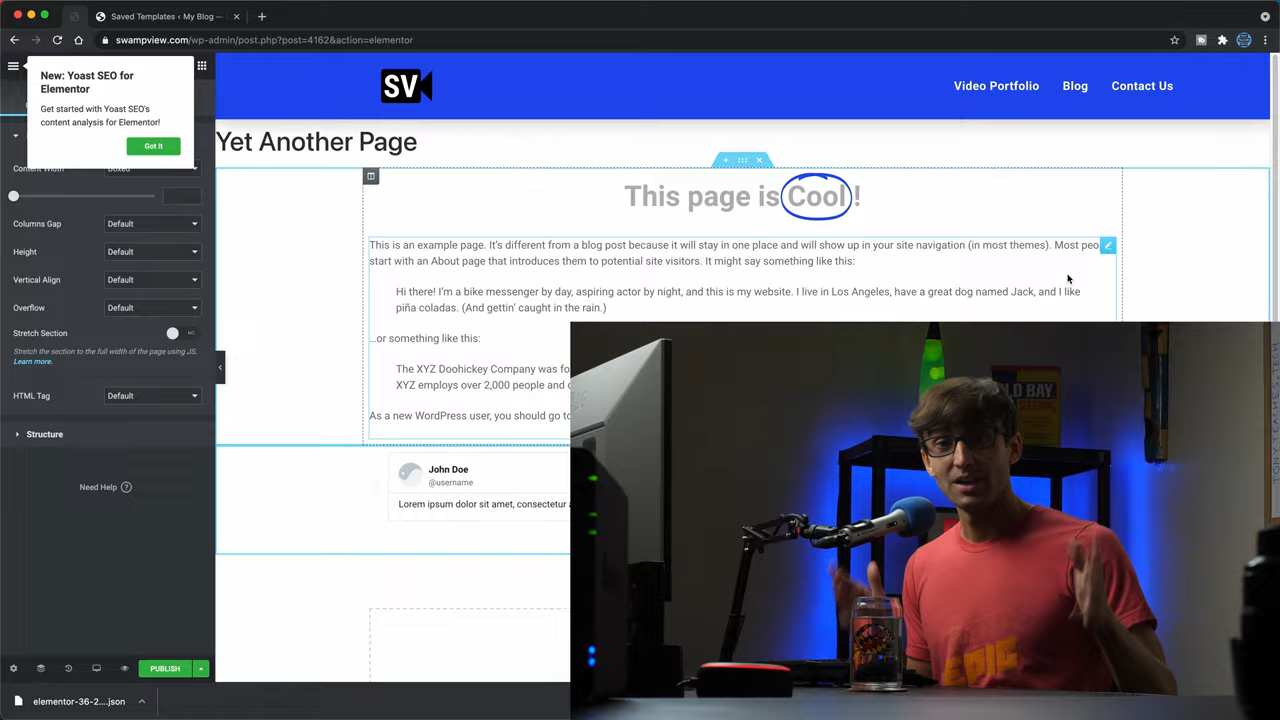 Saved Templates ‹ My Blog —
swampview.com/wp-admin/post.php?post=4162&action=elementor
New: Yoast SEO for
Elementor
Get started with Yoast SEO's
content analysis for Elementor!
Got It
Content Width
Boxed
Columns Gap
Default
Height
Default
Vertical Align
Default
Overflow
Default
Stretch Section
NO
Stretch the section to the full width of the page using JS.
Learn more.
HTML Tag
Default
Structure
Need Help
PUBLISH
elementor-36-2....json
SV
Video Portfolio
Blog
Contact Us
Yet Another Page
This page is Cool !
This is an example page. It's different from a blog post because it will stay in one place and will show up in your site navigation (in most themes). Most peo
start with an About page that introduces them to potential site visitors. It might say something like this:
Hi there! I'm a bike messenger by day, aspiring actor by night, and this is my website. I live in Los Angeles, have a great dog named Jack, and I like
piña coladas. (And gettin' caught in the rain.)
…or something like this:
The XYZ Doohickey Company was fo
XYZ employs over 2,000 people and
As a new WordPress user, you should go to
John Doe
@username
Lorem ipsum dolor sit amet, consectetur
OLD BAY
EPIC